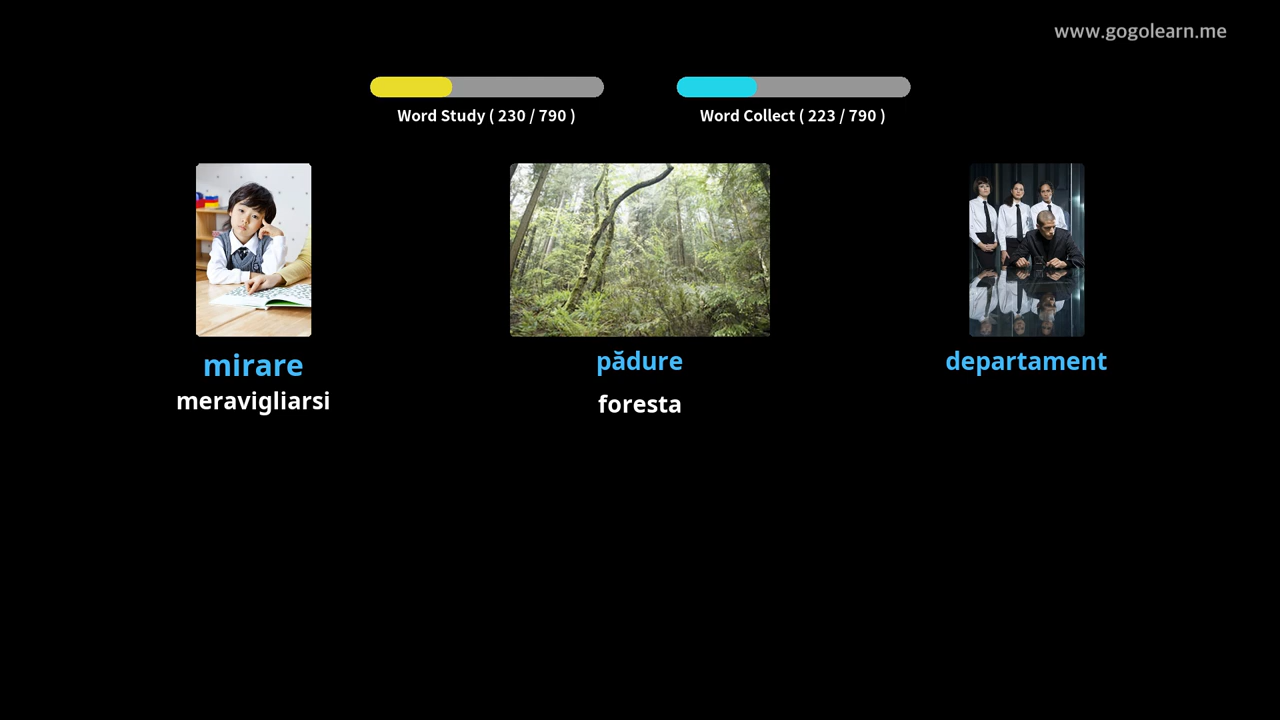 www.gogolearn.me
Word Study ( 230 / 790 )
Word Collect ( 223 / 790 )
mirare
meravigliarsi
pădure
foresta
departament